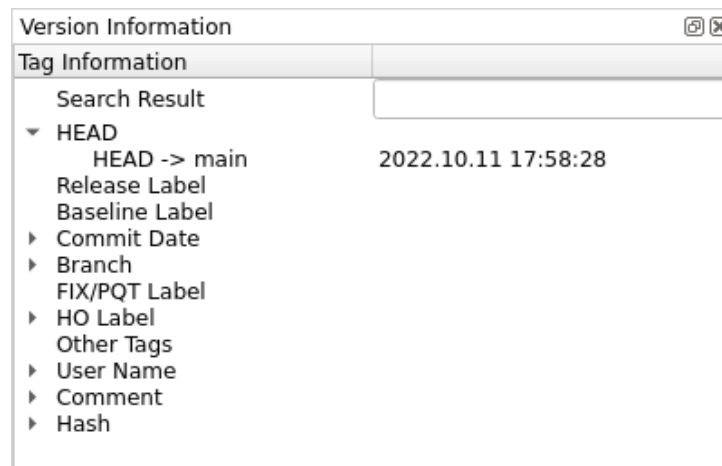 Version Information
Tag Information
Search Result
HEAD
HEAD -> main 2022.10.11 17:58:28
Release Label
Baseline Label
Commit Date
Branch
FIX/PQT Label
HO Label
Other Tags
User Name
Comment
Hash